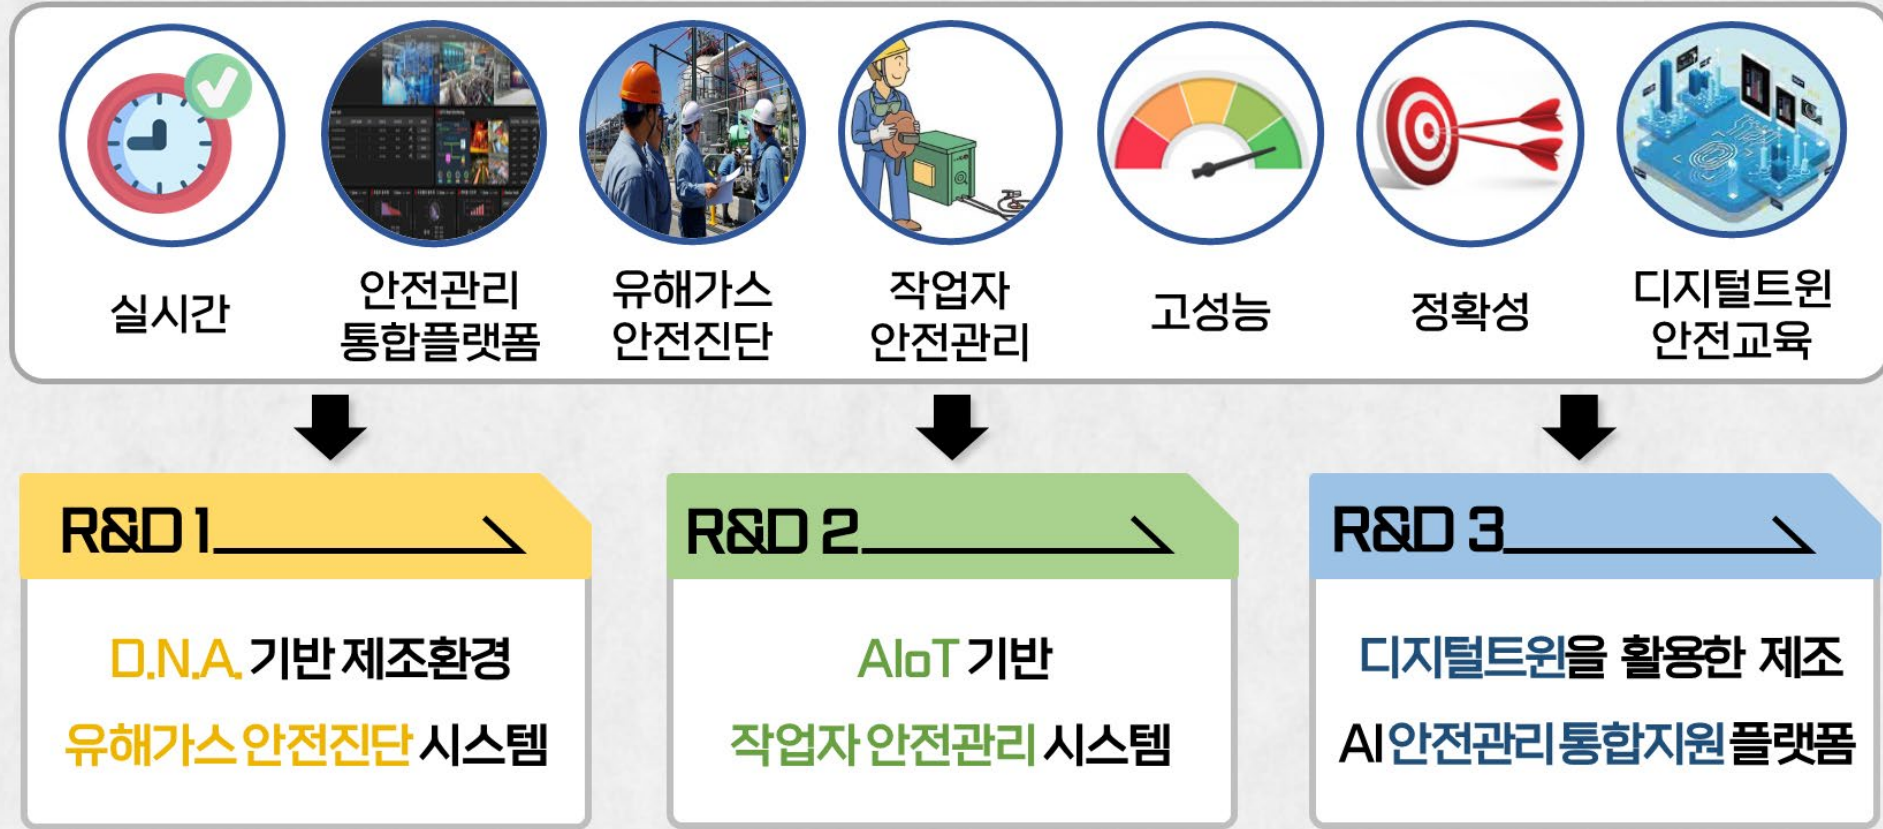 실시간
안전관리
통합플랫폼
유해가스
안전진단
작업자
안전관리
고성능
정확성
디지털트윈
안전교육
R&D 1
D.N.A. 기반 제조환경
유해가스 안전진단 시스템
R&D 2
AIoT 기반
작업자 안전관리 시스템
R&D 3
디지털트윈을 활용한 제조
AI 안전관리 통합지원 플랫폼